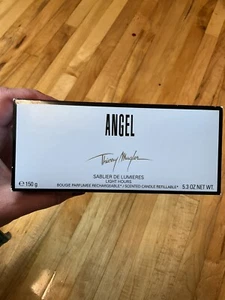 ANGEL
Thierry Mugler
SABLIER DE LUMIERES
LIGHT HOURS
BOUGIE PARFUMEE RECHARGEABLE* / SCENTED CANDLE REFILLABLE*
℮ 150 g 5.3 OZ NET WT.